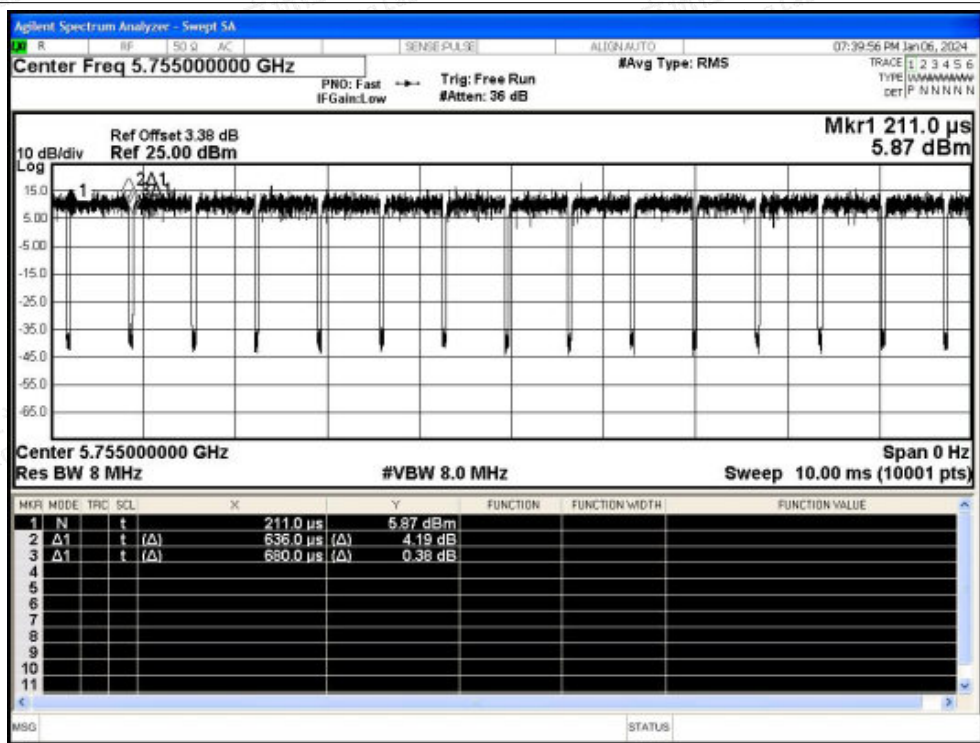 Agilent Spectrum Analyzer - Swept SA
LXI R RF 50 Ω AC SENSE:PULSE ALIGN AUTO 07:39:56 PM Jan 06, 2024
Center Freq 5.755000000 GHz #Avg Type: RMS TRACE 1 2 3 4 5 6
PNO: Fast Trig: Free Run TYPE
IFGain:Low #Atten: 36 dB DET P N N N N N
Mkr1 211.0 µs
5.87 dBm
Ref Offset 3.38 dB
10 dB/div Ref 25.00 dBm
Log
1 2Δ1
15.0
5.00
-5.00
-15.0
-25.0
-35.0
-45.0
-55.0
-65.0
Center 5.755000000 GHz Span 0 Hz
Res BW 8 MHz #VBW 8.0 MHz Sweep 10.00 ms (10001 pts)
MKR MODE TRC SCL X Y FUNCTION FUNCTION WIDTH FUNCTION VALUE
1 N t 211.0 µs 5.87 dBm
2 Δ1 t (Δ) 636.0 µs (Δ) 4.19 dB
3 Δ1 t (Δ) 680.0 µs (Δ) 0.38 dB
4
5
6
7
8
9
10
11
MSG STATUS